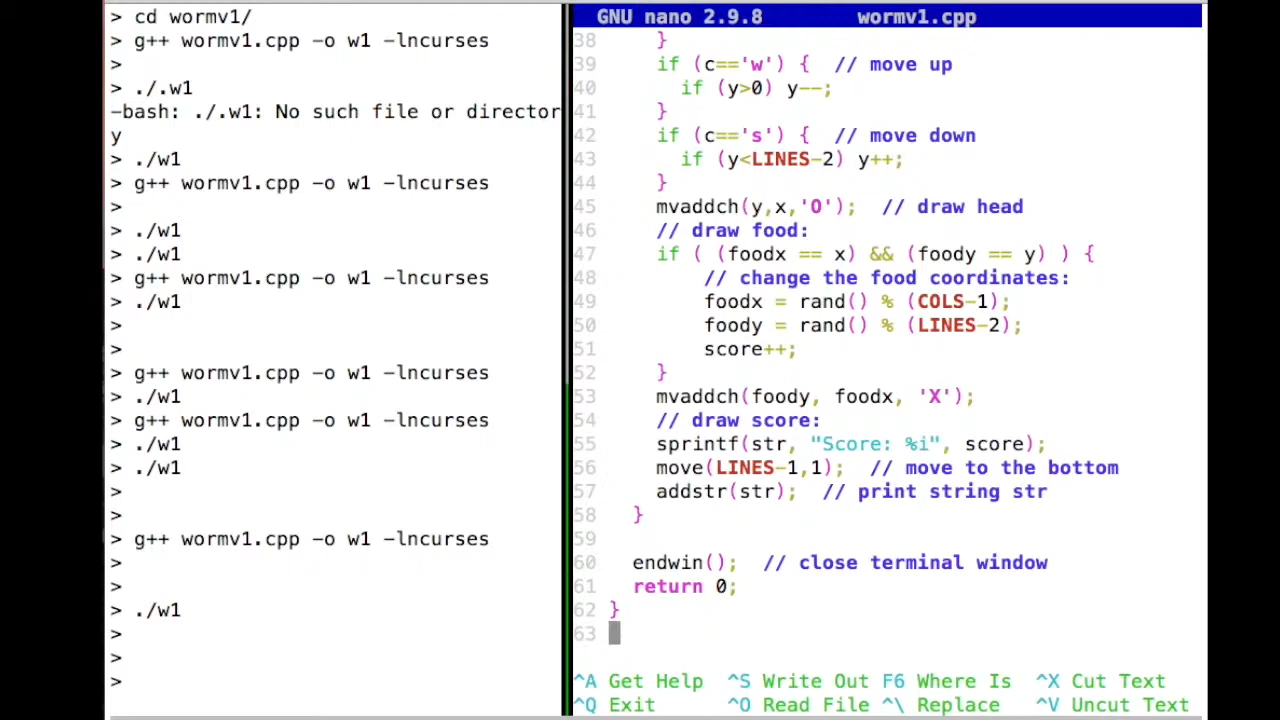 > cd wormv1/
> g++ wormv1.cpp -o w1 -lncurses
>
> ./.w1
-bash: ./.w1: No such file or director
y
> ./w1
> g++ wormv1.cpp -o w1 -lncurses
>
> ./w1
> ./w1
> g++ wormv1.cpp -o w1 -lncurses
> ./w1
>
>
> g++ wormv1.cpp -o w1 -lncurses
> ./w1
> g++ wormv1.cpp -o w1 -lncurses
> ./w1
> ./w1
>
>
> g++ wormv1.cpp -o w1 -lncurses
>
>
> ./w1
>
>
>
GNU nano 2.9.8 wormv1.cpp
38 }
39 if (c=='w') { // move up
40 if (y>0) y--;
41 }
42 if (c=='s') { // move down
43 if (y<LINES-2) y++;
44 }
45 mvaddch(y,x,'O'); // draw head
46 // draw food:
47 if ( (foodx == x) && (foody == y) ) {
48 // change the food coordinates:
49 foodx = rand() % (COLS-1);
50 foody = rand() % (LINES-2);
51 score++;
52 }
53 mvaddch(foody, foodx, 'X');
54 // draw score:
55 sprintf(str, "Score: %i", score);
56 move(LINES-1,1); // move to the bottom
57 addstr(str); // print string str
58 }
59
60 endwin(); // close terminal window
61 return 0;
62 }
63
^A Get Help ^S Write Out F6 Where Is ^X Cut Text
^Q Exit ^O Read File ^\ Replace ^V Uncut Text